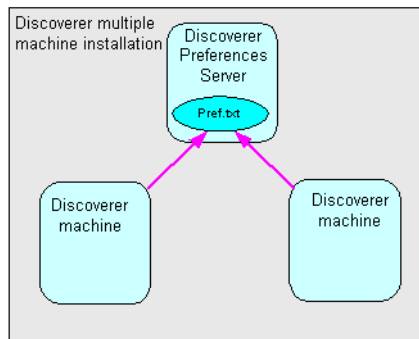 Discoverer multiple
machine installation
Discoverer
Preferences
Server
Pref.txt
Discoverer
machine
Discoverer
machine